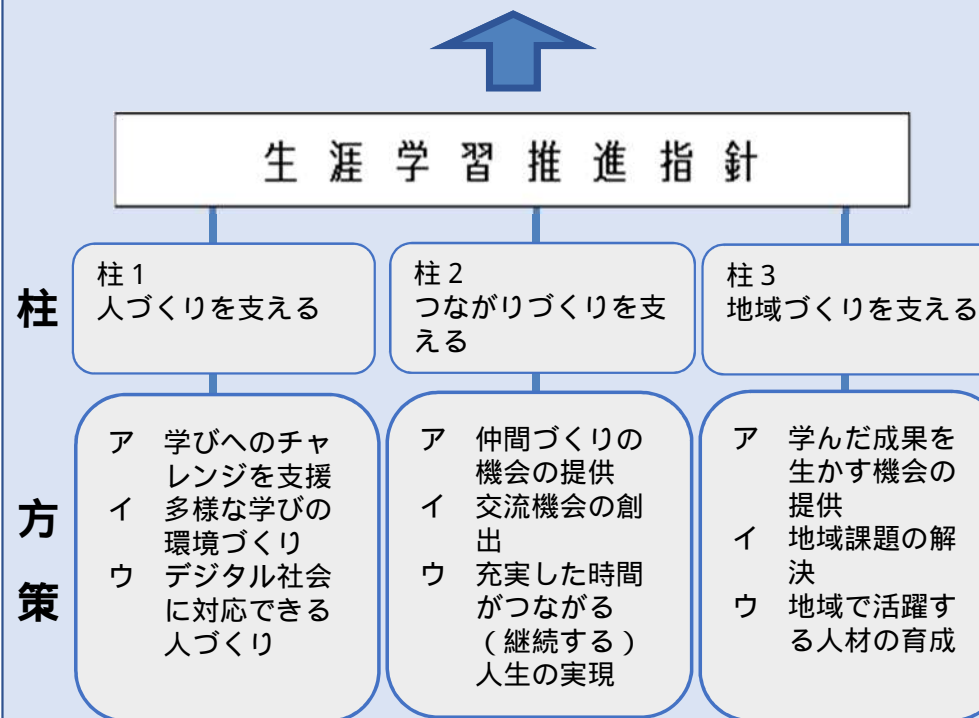 生涯学習推進指針
柱
柱１
人づくりを支える
柱２
つながりづくりを支
える
柱３
地域づくりを支える
方
策
ア　学びへのチャ
レンジを支援
イ　多様な学びの
環境づくり
ウ　デジタル社会
に対応できる
人づくり
ア　仲間づくりの
機会の提供
イ　交流機会の創
出
ウ　充実した時間
がつながる
（継続する）
人生の実現
ア　学んだ成果を
生かす機会の
提供
イ　地域課題の解
決
ウ　地域で活躍す
る人材の育成